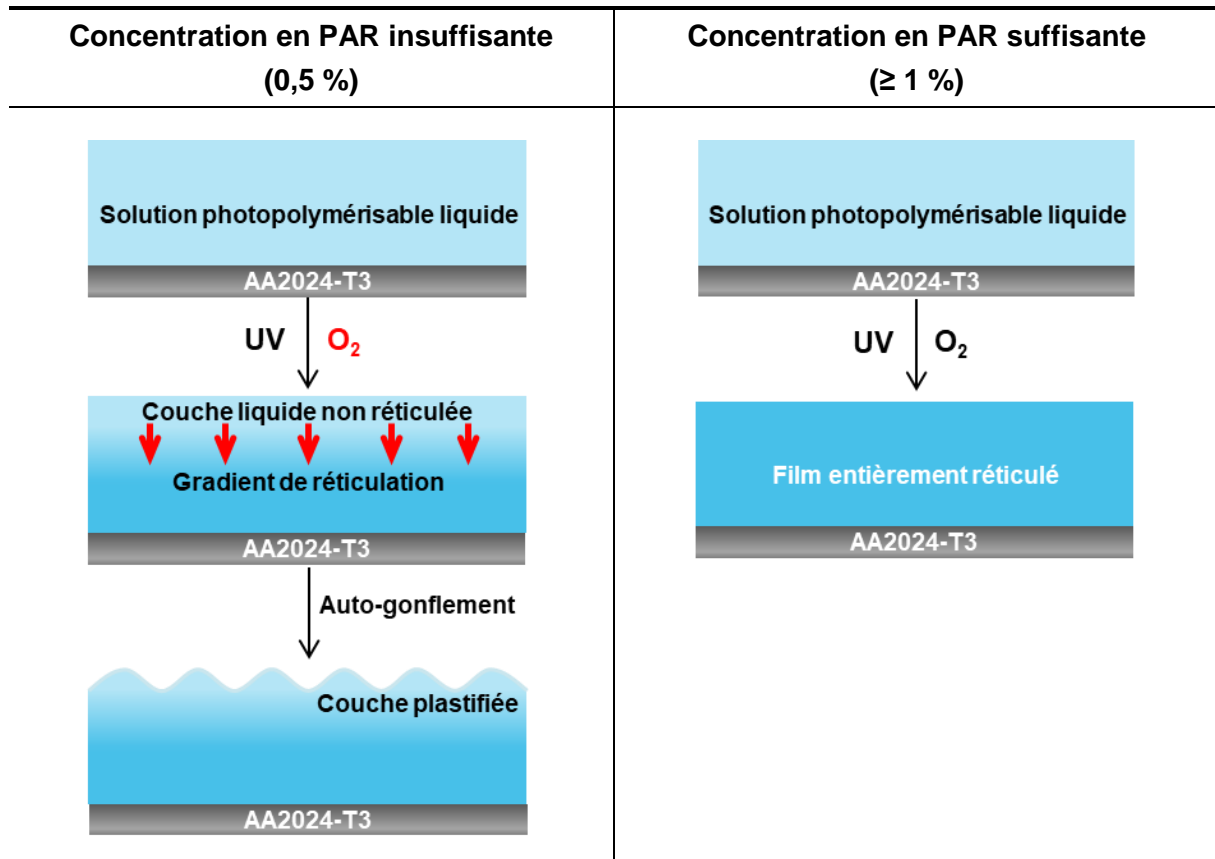 Concentration en PAR insuffisante
(0,5 %)
Concentration en PAR suffisante
(≥ 1 %)
Solution photopolymérisable liquide
AA2024-T3
UV O₂
Couche liquide non réticulée
Gradient de réticulation
AA2024-T3
Auto-gonflement
Couche plastifiée
AA2024-T3
Solution photopolymérisable liquide
AA2024-T3
UV O₂
Film entièrement réticulé
AA2024-T3